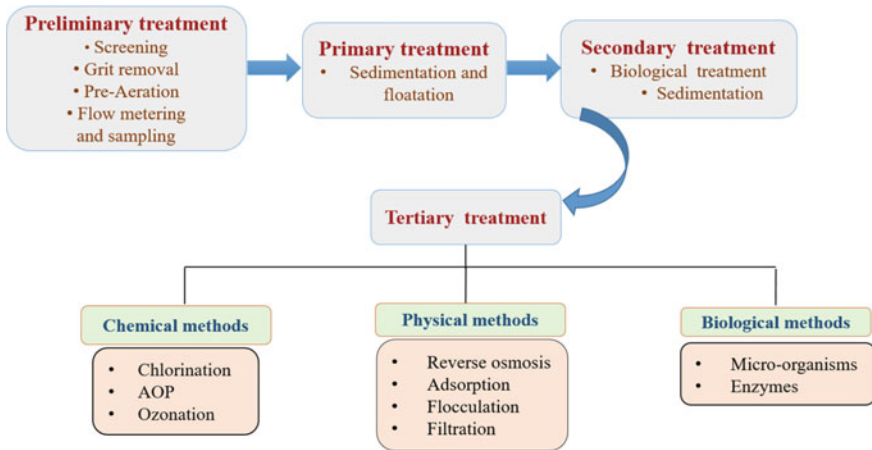 Preliminary treatment
• Screening
• Grit removal
• Pre-Aeration
• Flow metering
and sampling
Primary treatment
• Sedimentation and
floatation
Secondary treatment
• Biological treatment
• Sedimentation
Tertiary treatment
Chemical methods
• Chlorination
• AOP
• Ozonation
Physical methods
• Reverse osmosis
• Adsorption
• Flocculation
• Filtration
Biological methods
• Micro-organisms
• Enzymes